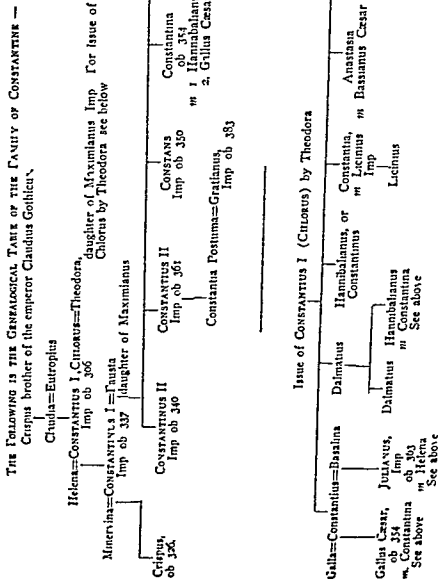 THE FOLLOWING IS THE GENEALOGICAL TABLE OF THE FAMILY OF CONSTANTINE —
Crispus brother of the emperor Claudius Gothicus
Claudia=Eutropius
Helena=CONSTANTIUS I, CHLORUS=Theodora,
Imp ob 306
daughter of Maximianus Imp For Issue of
Chlorus by Theodora see below
Minervina=CONSTANTINUS I=Fausta
Imp ob 337
daughter of Maximianus
Crispus,
ob 326.
CONSTANTINUS II
Imp ob 340
CONSTANTIUS II
Imp ob 361
CONSTANS
Imp ob 350
Constantina
ob 354
m 1 Hannibalian
2, Gallus Cæsar
Constantia Postuma=Gratianus,
Imp ob 383
Issue of CONSTANTIUS I (CHLORUS) by Theodora
Galla=Constantius=Basalina
Dalmatius
Hannibalianus, or
Constantinus
Constantia,
m Licinius
Imp
Anastasia
m Bassianus Cæsar
Gallus Cæsar,
ob 354
m. Constantina
See above
JULIANUS,
Imp
ob 363
m Helena
See above
Dalmatius
Hannibalianus
m Constantina
See above
Licinius